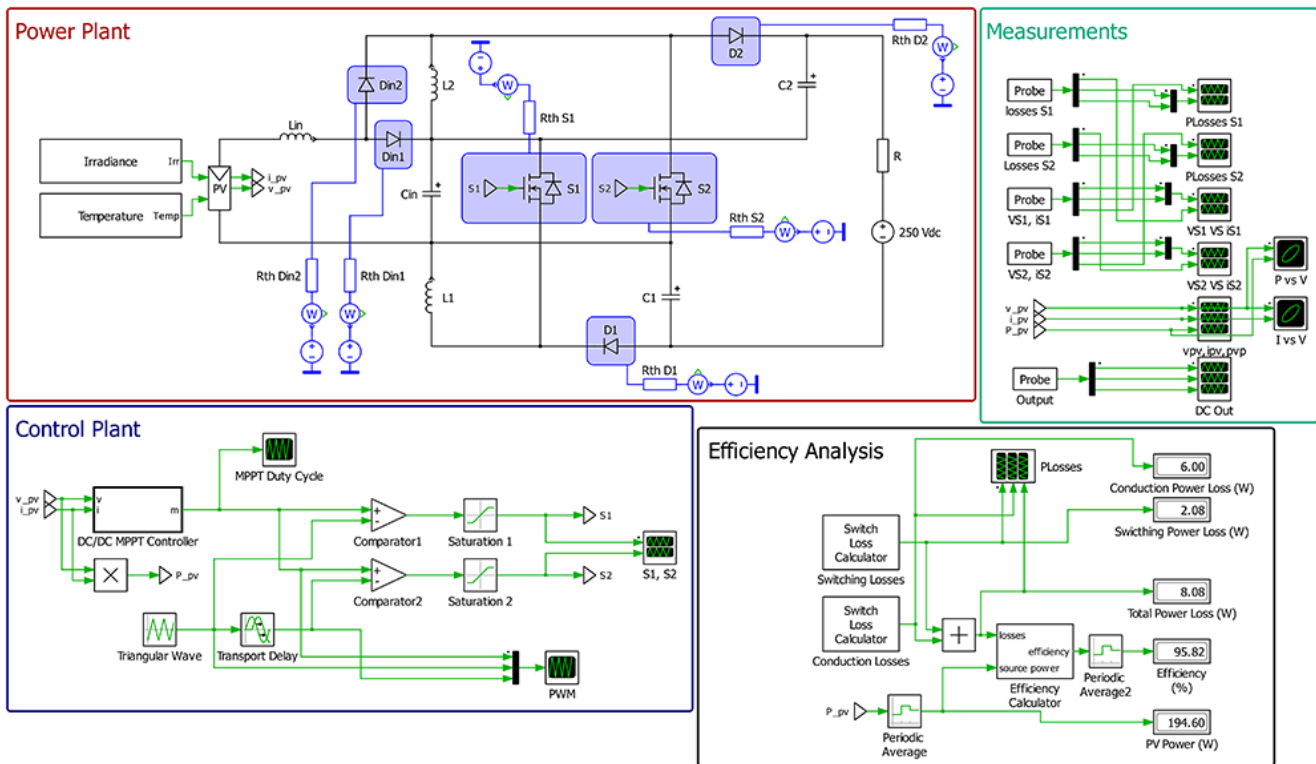 Power Plant
Irradiance
Irr
Temperature
Temp
PV
i_pv
v_pv
Lin
Din2
Din1
L2
Cin
L1
Rth Din2
Rth Din1
W
W
W
Rth S1
S1
S1
S2
S2
Rth S2
W
D2
Rth D2
W
C2
R
250 Vdc
C1
D1
Rth D1
W
Measurements
Probe
losses S1
PLosses S1
Probe
Losses S2
PLosses S2
Probe
VS1, iS1
VS1 VS iS1
Probe
VS2, iS2
VS2 VS iS2
P vs V
v_pv
i_pv
P_pv
vpv,ipv,pvp
I vs V
Probe
Output
DC Out
Control Plant
MPPT Duty Cycle
v_pv
i_pv
v
i
m
DC/DC MPPT Controller
P_pv
Comparator1
Saturation 1
S1
Comparator2
Saturation 2
S2
S1, S2
Triangular Wave
Transport Delay
PWM
Efficiency Analysis
PLosses
6.00
Conduction Power Loss (W)
2.08
Swicthing Power Loss (W)
Switch
Loss
Calculator
Switching Losses
8.08
Total Power Loss (W)
Switch
Loss
Calculator
Conduction Losses
losses
efficiency
source power
Efficiency
Calculator
Periodic
Average2
95.82
Efficiency
(%)
P_pv
Periodic
Average
194.60
PV Power (W)